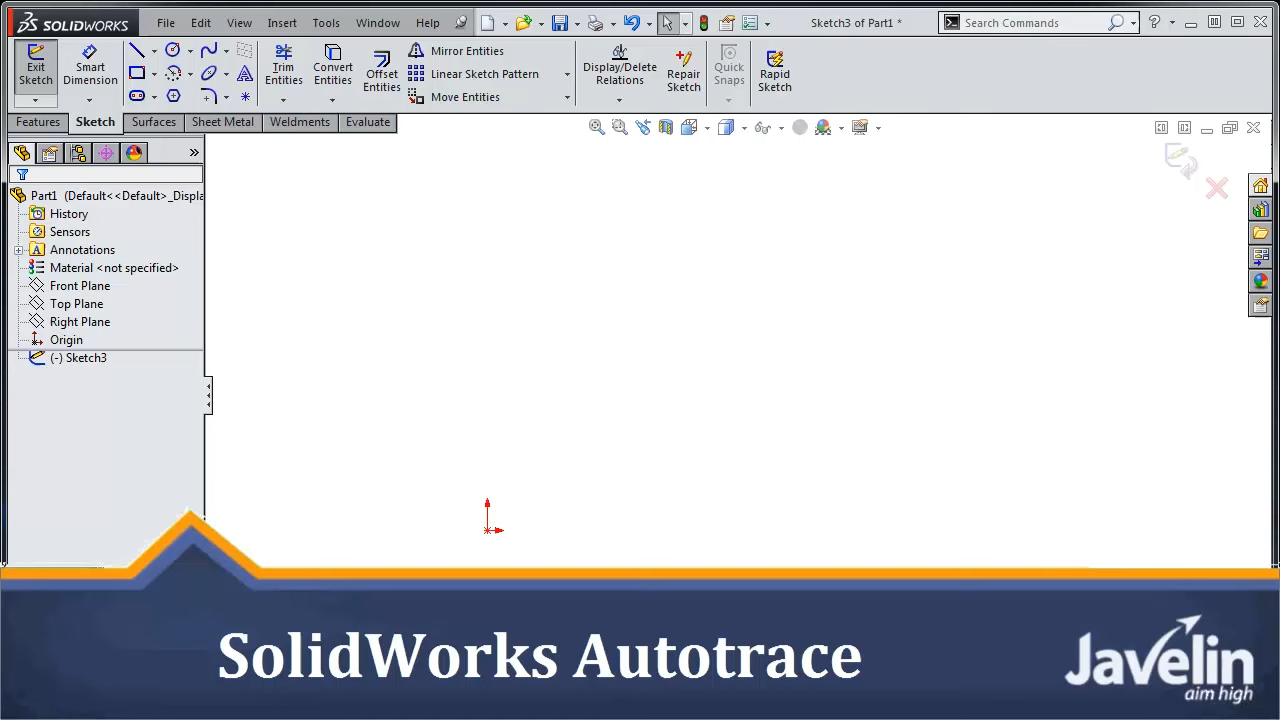 SOLIDWORKS File Edit View Insert Tools Window Help Sketch3 of Part1 * Search Commands
Exit Sketch
Smart Dimension
Trim Entities
Convert Entities
Offset Entities
Mirror Entities
Linear Sketch Pattern
Move Entities
Display/Delete Relations
Repair Sketch
Quick Snaps
Rapid Sketch
Features Sketch Surfaces Sheet Metal Weldments Evaluate
Part1 (Default<<Default>_Displa
History
Sensors
Annotations
Material <not specified>
Front Plane
Top Plane
Right Plane
Origin
(-) Sketch3
SolidWorks Autotrace
Javelin
aim high